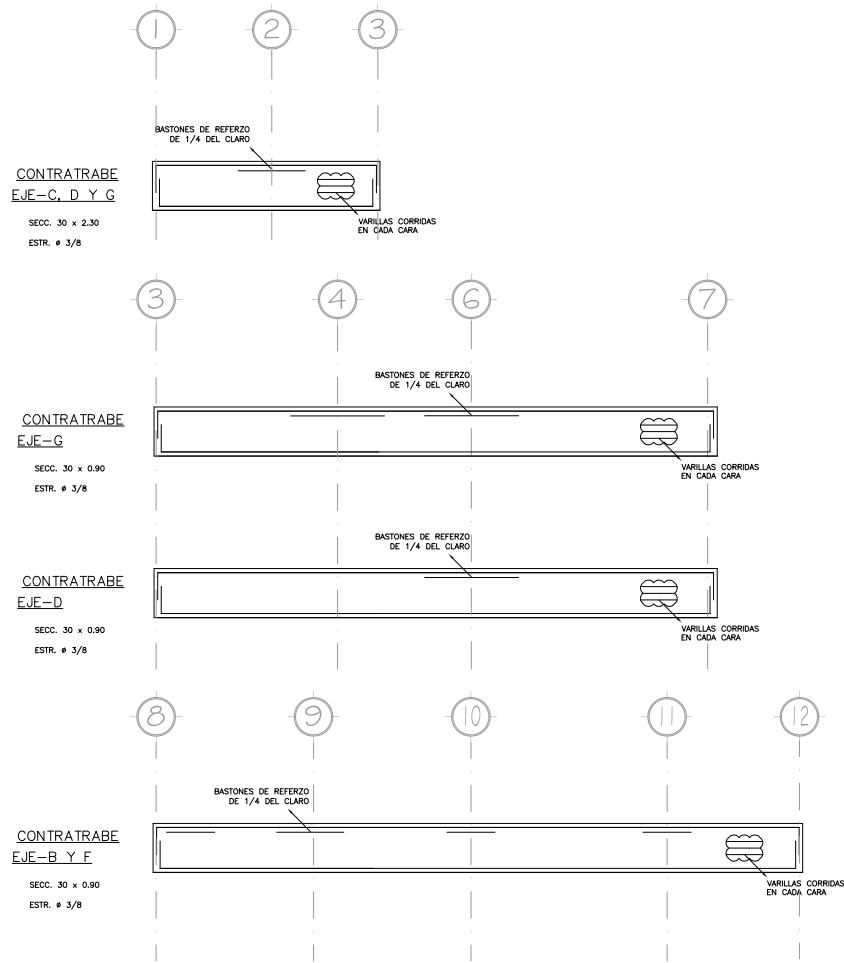 1 2 3
BASTONES DE REFERZO
DE 1/4 DEL CLARO
CONTRATRABE
EJE-C, D Y G
SECC. 30 x 2.30
ESTR. ø 3/8
VARILLAS CORRIDAS
EN CADA CARA
3 4 6 7
BASTONES DE REFERZO
DE 1/4 DEL CLARO
CONTRATRABE
EJE-G
SECC. 30 x 0.90
ESTR. ø 3/8
VARILLAS CORRIDAS
EN CADA CARA
BASTONES DE REFERZO
DE 1/4 DEL CLARO
CONTRATRABE
EJE-D
SECC. 30 x 0.90
ESTR. ø 3/8
VARILLAS CORRIDAS
EN CADA CARA
8 9 10 11 12
BASTONES DE REFERZO
DE 1/4 DEL CLARO
CONTRATRABE
EJE-B Y F
SECC. 30 x 0.90
ESTR. ø 3/8
VARILLAS CORRIDAS
EN CADA CARA